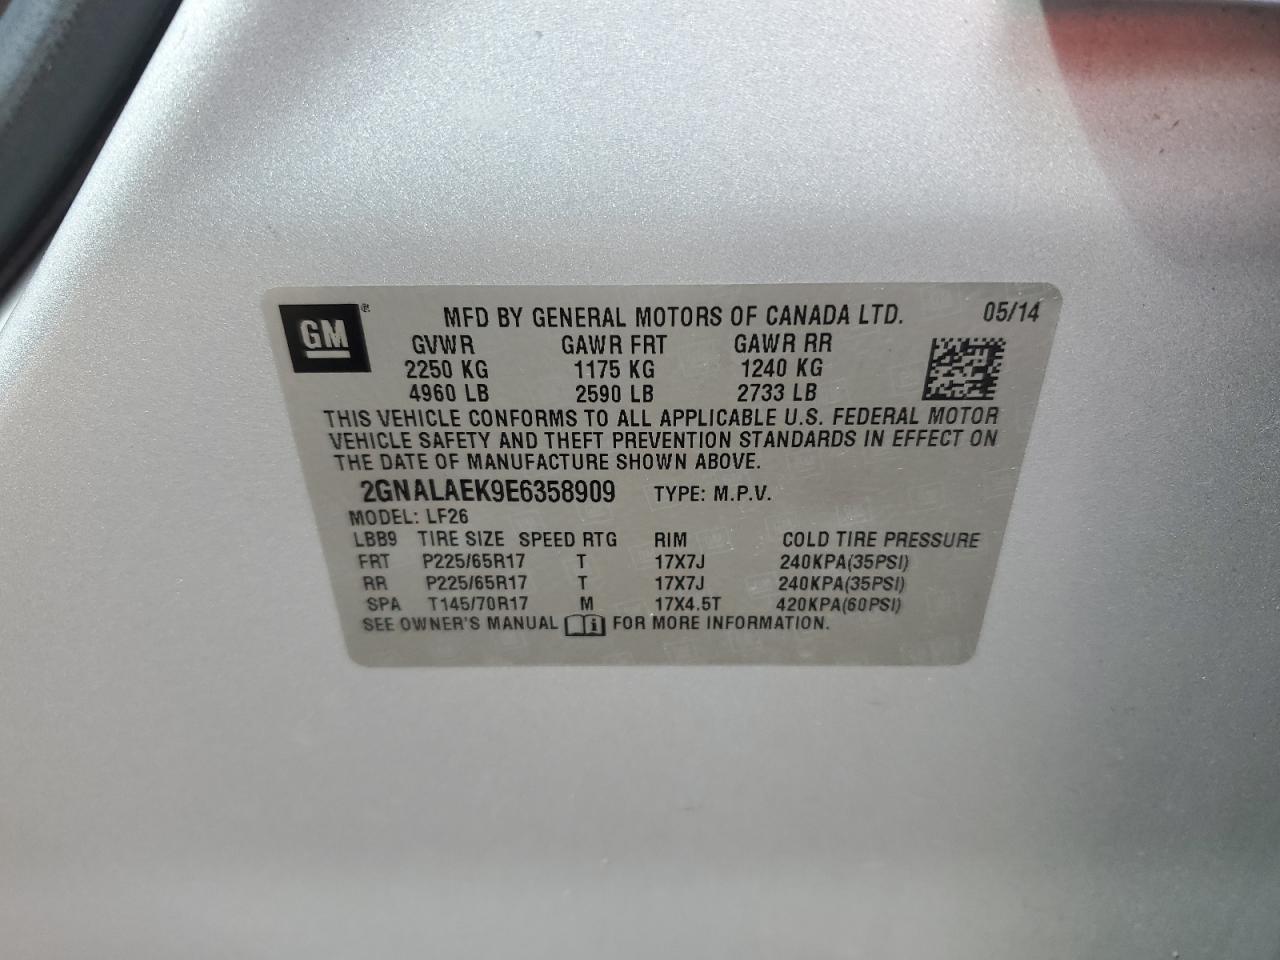 GM® MFD BY GENERAL MOTORS OF CANADA LTD. 05/14
GVWR GAWR FRT GAWR RR
2250 KG 1175 KG 1240 KG
4960 LB 2590 LB 2733 LB
THIS VEHICLE CONFORMS TO ALL APPLICABLE U.S. FEDERAL MOTOR
VEHICLE SAFETY AND THEFT PREVENTION STANDARDS IN EFFECT ON
THE DATE OF MANUFACTURE SHOWN ABOVE.
2GNALAEK9E6358909 TYPE: M.P.V.
MODEL: LF26
LBB9 TIRE SIZE SPEED RTG RIM COLD TIRE PRESSURE
FRT P225/65R17 T 17X7J 240KPA(35PSI)
RR P225/65R17 T 17X7J 240KPA(35PSI)
SPA T145/70R17 M 17X4.5T 420KPA(60PSI)
SEE OWNER'S MANUAL i FOR MORE INFORMATION.